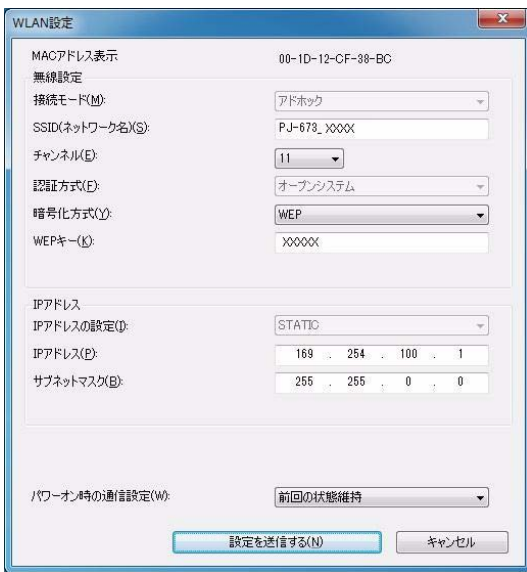 WLAN設定
MACアドレス表示 00-1D-12-CF-38-BC
無線設定
接続モード(M): アドホック
SSID(ネットワーク名)(S): PJ-673_XXXX
チャンネル(E): 11
認証方式(F): オープンシステム
暗号化方式(Y): WEP
WEPキー(K): XXXXX
IPアドレス
IPアドレスの設定(I): STATIC
IPアドレス(P): 169 . 254 . 100 . 1
サブネットマスク(B): 255 . 255 . 0 . 0
パワーオン時の通信設定(W): 前回の状態維持
設定を送信する(N) キャンセル